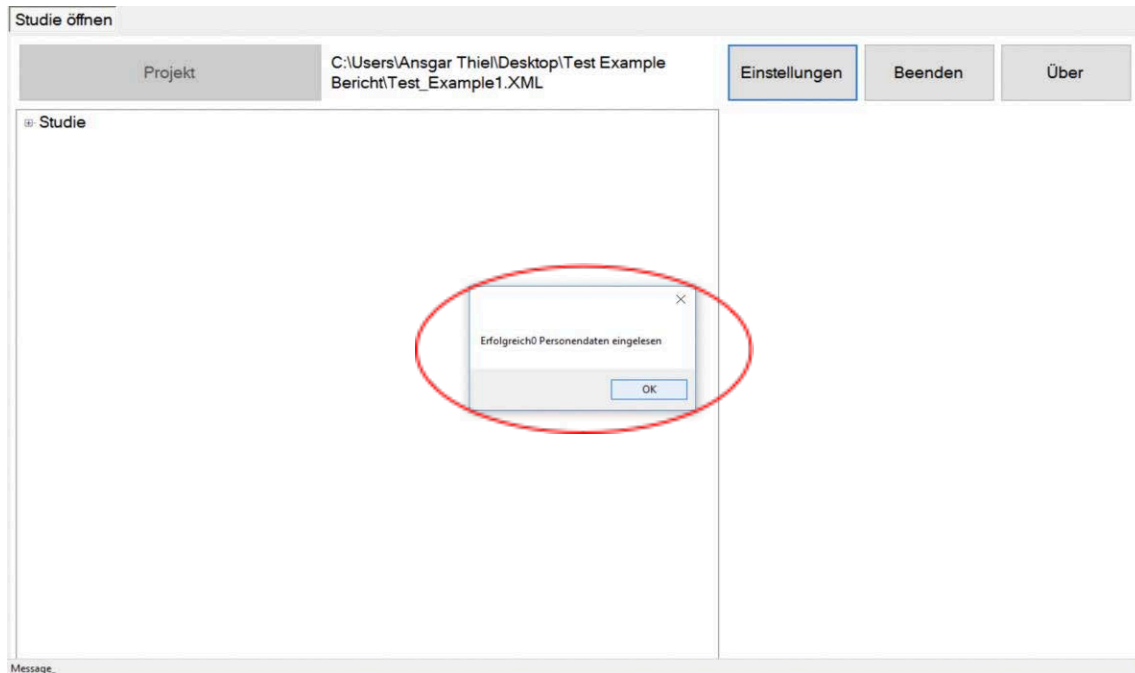 Studie öffnen
Projekt
C:\Users\Ansgar Thiel\Desktop\Test Example
Bericht\Test_Example1.XML
Einstellungen
Beenden
Über
Studie
Erfolgreich0 Personendaten eingelesen
OK
Message_